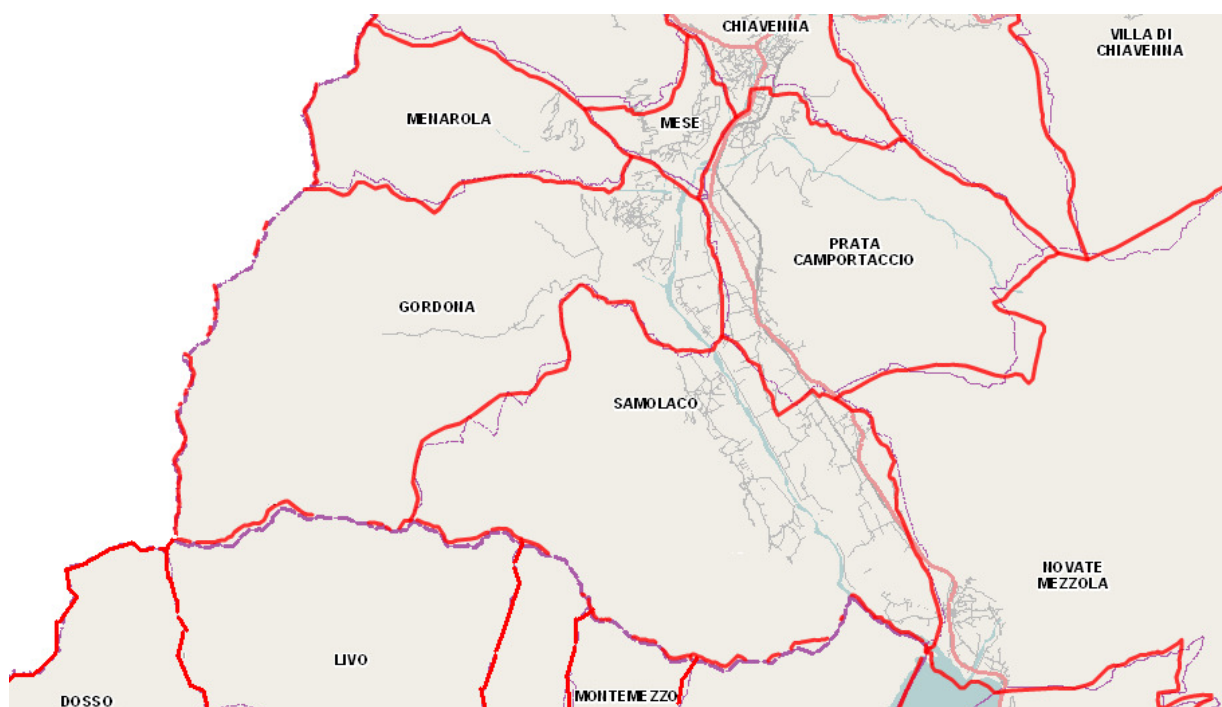 CHIAVENNA
VILLA DI
CHIAVENNA
MENAROLA
MESE
PRATA
CAMPORTACCIO
GORDONA
SAMOLACO
NOVATE
MEZZOLA
LIVO
DOSSO
MONTEMEZZO